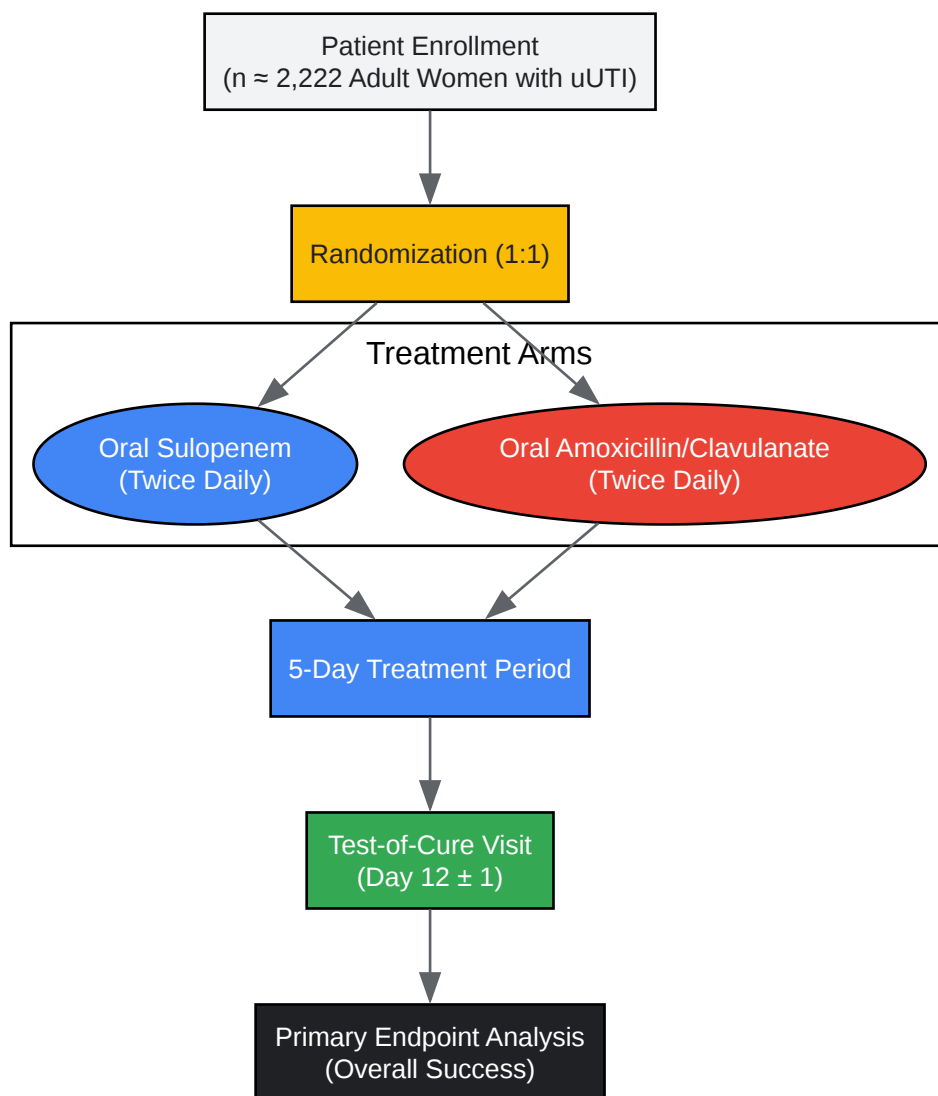 Patient Enrollment
(n ≈ 2,222 Adult Women with uUTI)
Randomization (1:1)
Treatment Arms
Oral Sulopenem
(Twice Daily)
Oral Amoxicillin/Clavulanate
(Twice Daily)
5-Day Treatment Period
Test-of-Cure Visit
(Day 12 ± 1)
Primary Endpoint Analysis
(Overall Success)